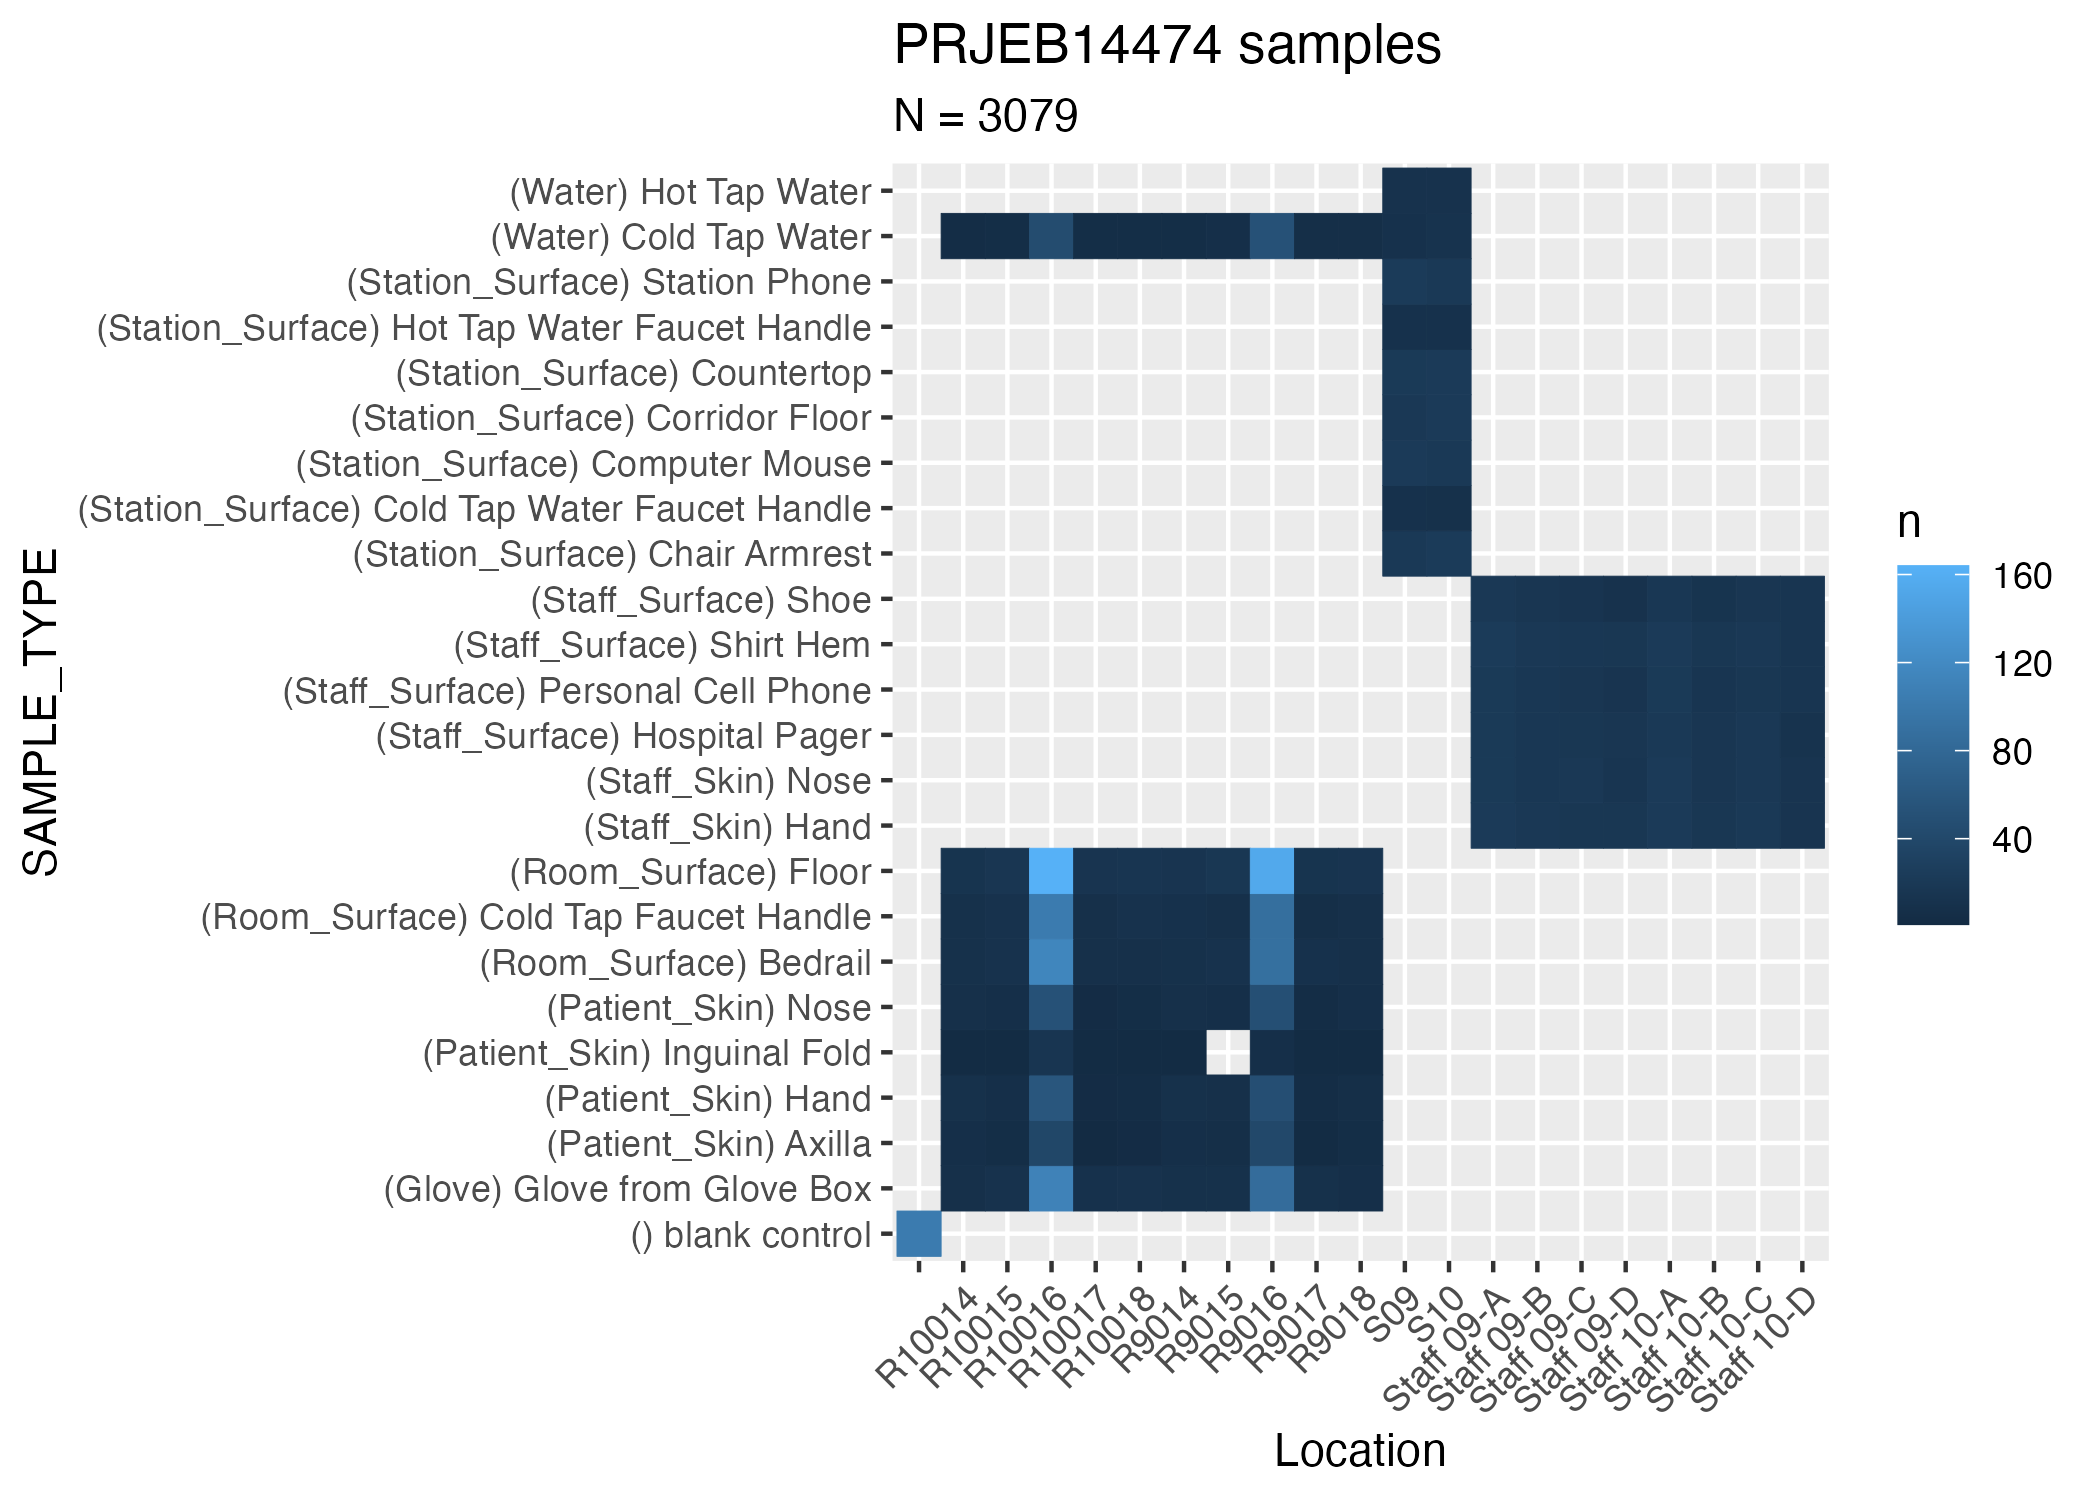 PRJEB14474 samples
N = 3079
SAMPLE_TYPE
(Water) Hot Tap Water
(Water) Cold Tap Water
(Station_Surface) Station Phone
(Station_Surface) Hot Tap Water Faucet Handle
(Station_Surface) Countertop
(Station_Surface) Corridor Floor
(Station_Surface) Computer Mouse
(Station_Surface) Cold Tap Water Faucet Handle
(Station_Surface) Chair Armrest
(Staff_Surface) Shoe
(Staff_Surface) Shirt Hem
(Staff_Surface) Personal Cell Phone
(Staff_Surface) Hospital Pager
(Staff_Skin) Nose
(Staff_Skin) Hand
(Room_Surface) Floor
(Room_Surface) Cold Tap Faucet Handle
(Room_Surface) Bedrail
(Patient_Skin) Nose
(Patient_Skin) Inguinal Fold
(Patient_Skin) Hand
(Patient_Skin) Axilla
(Glove) Glove from Glove Box
() blank control
R10014
R10015
R10016
R10017
R10018
R9014
R9015
R9016
R9017
R9018
S09
S10
Staff 09-A
Staff 09-B
Staff 09-C
Staff 09-D
Staff 10-A
Staff 10-B
Staff 10-C
Staff 10-D
Location
n
160
120
80
40